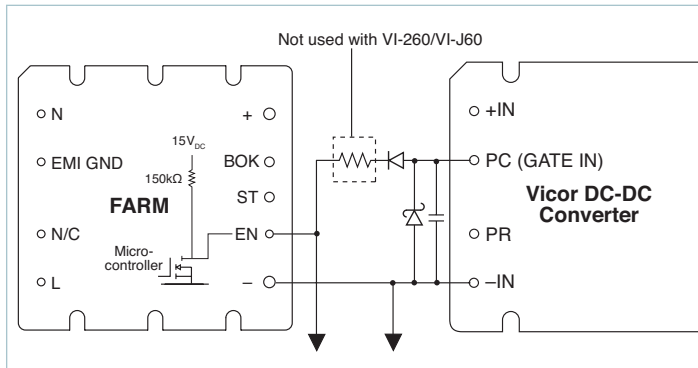 Not used with VI-260/VI-J60
N
EMI GND
N/C
L
15VDC
150kΩ
FARM
Micro-
controller
+
BOK
ST
EN
–
+IN
PC (GATE IN)
Vicor DC-DC
Converter
PR
–IN